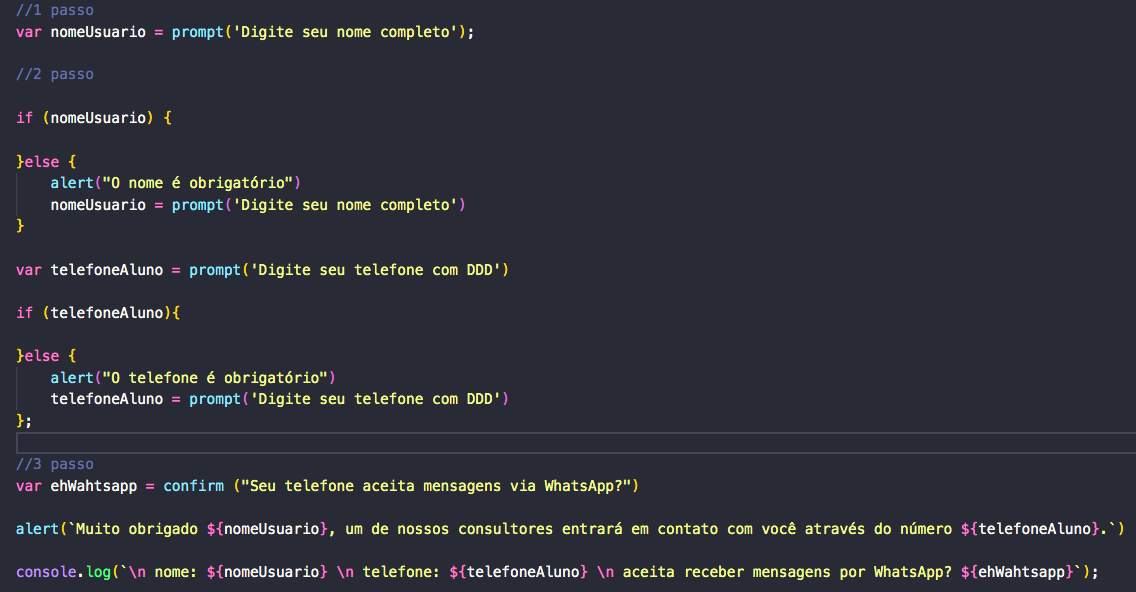 //1 passo
var nomeUsuario = prompt('Digite seu nome completo');
//2 passo
if (nomeUsuario) {
}else {
alert("O nome é obrigatório")
nomeUsuario = prompt('Digite seu nome completo')
}
var telefoneAluno = prompt('Digite seu telefone com DDD')
if (telefoneAluno){
}else {
alert("O telefone é obrigatório")
telefoneAluno = prompt('Digite seu telefone com DDD')
};
//3 passo
var ehWahtsapp = confirm ("Seu telefone aceita mensagens via WhatsApp?")
alert(`Muito obrigado ${nomeUsuario}, um de nossos consultores entrará em contato com você através do número ${telefoneAluno}.`)
console.log(`\n nome: ${nomeUsuario} \n telefone: ${telefoneAluno} \n aceita receber mensagens por WhatsApp? ${ehWahtsapp}`);